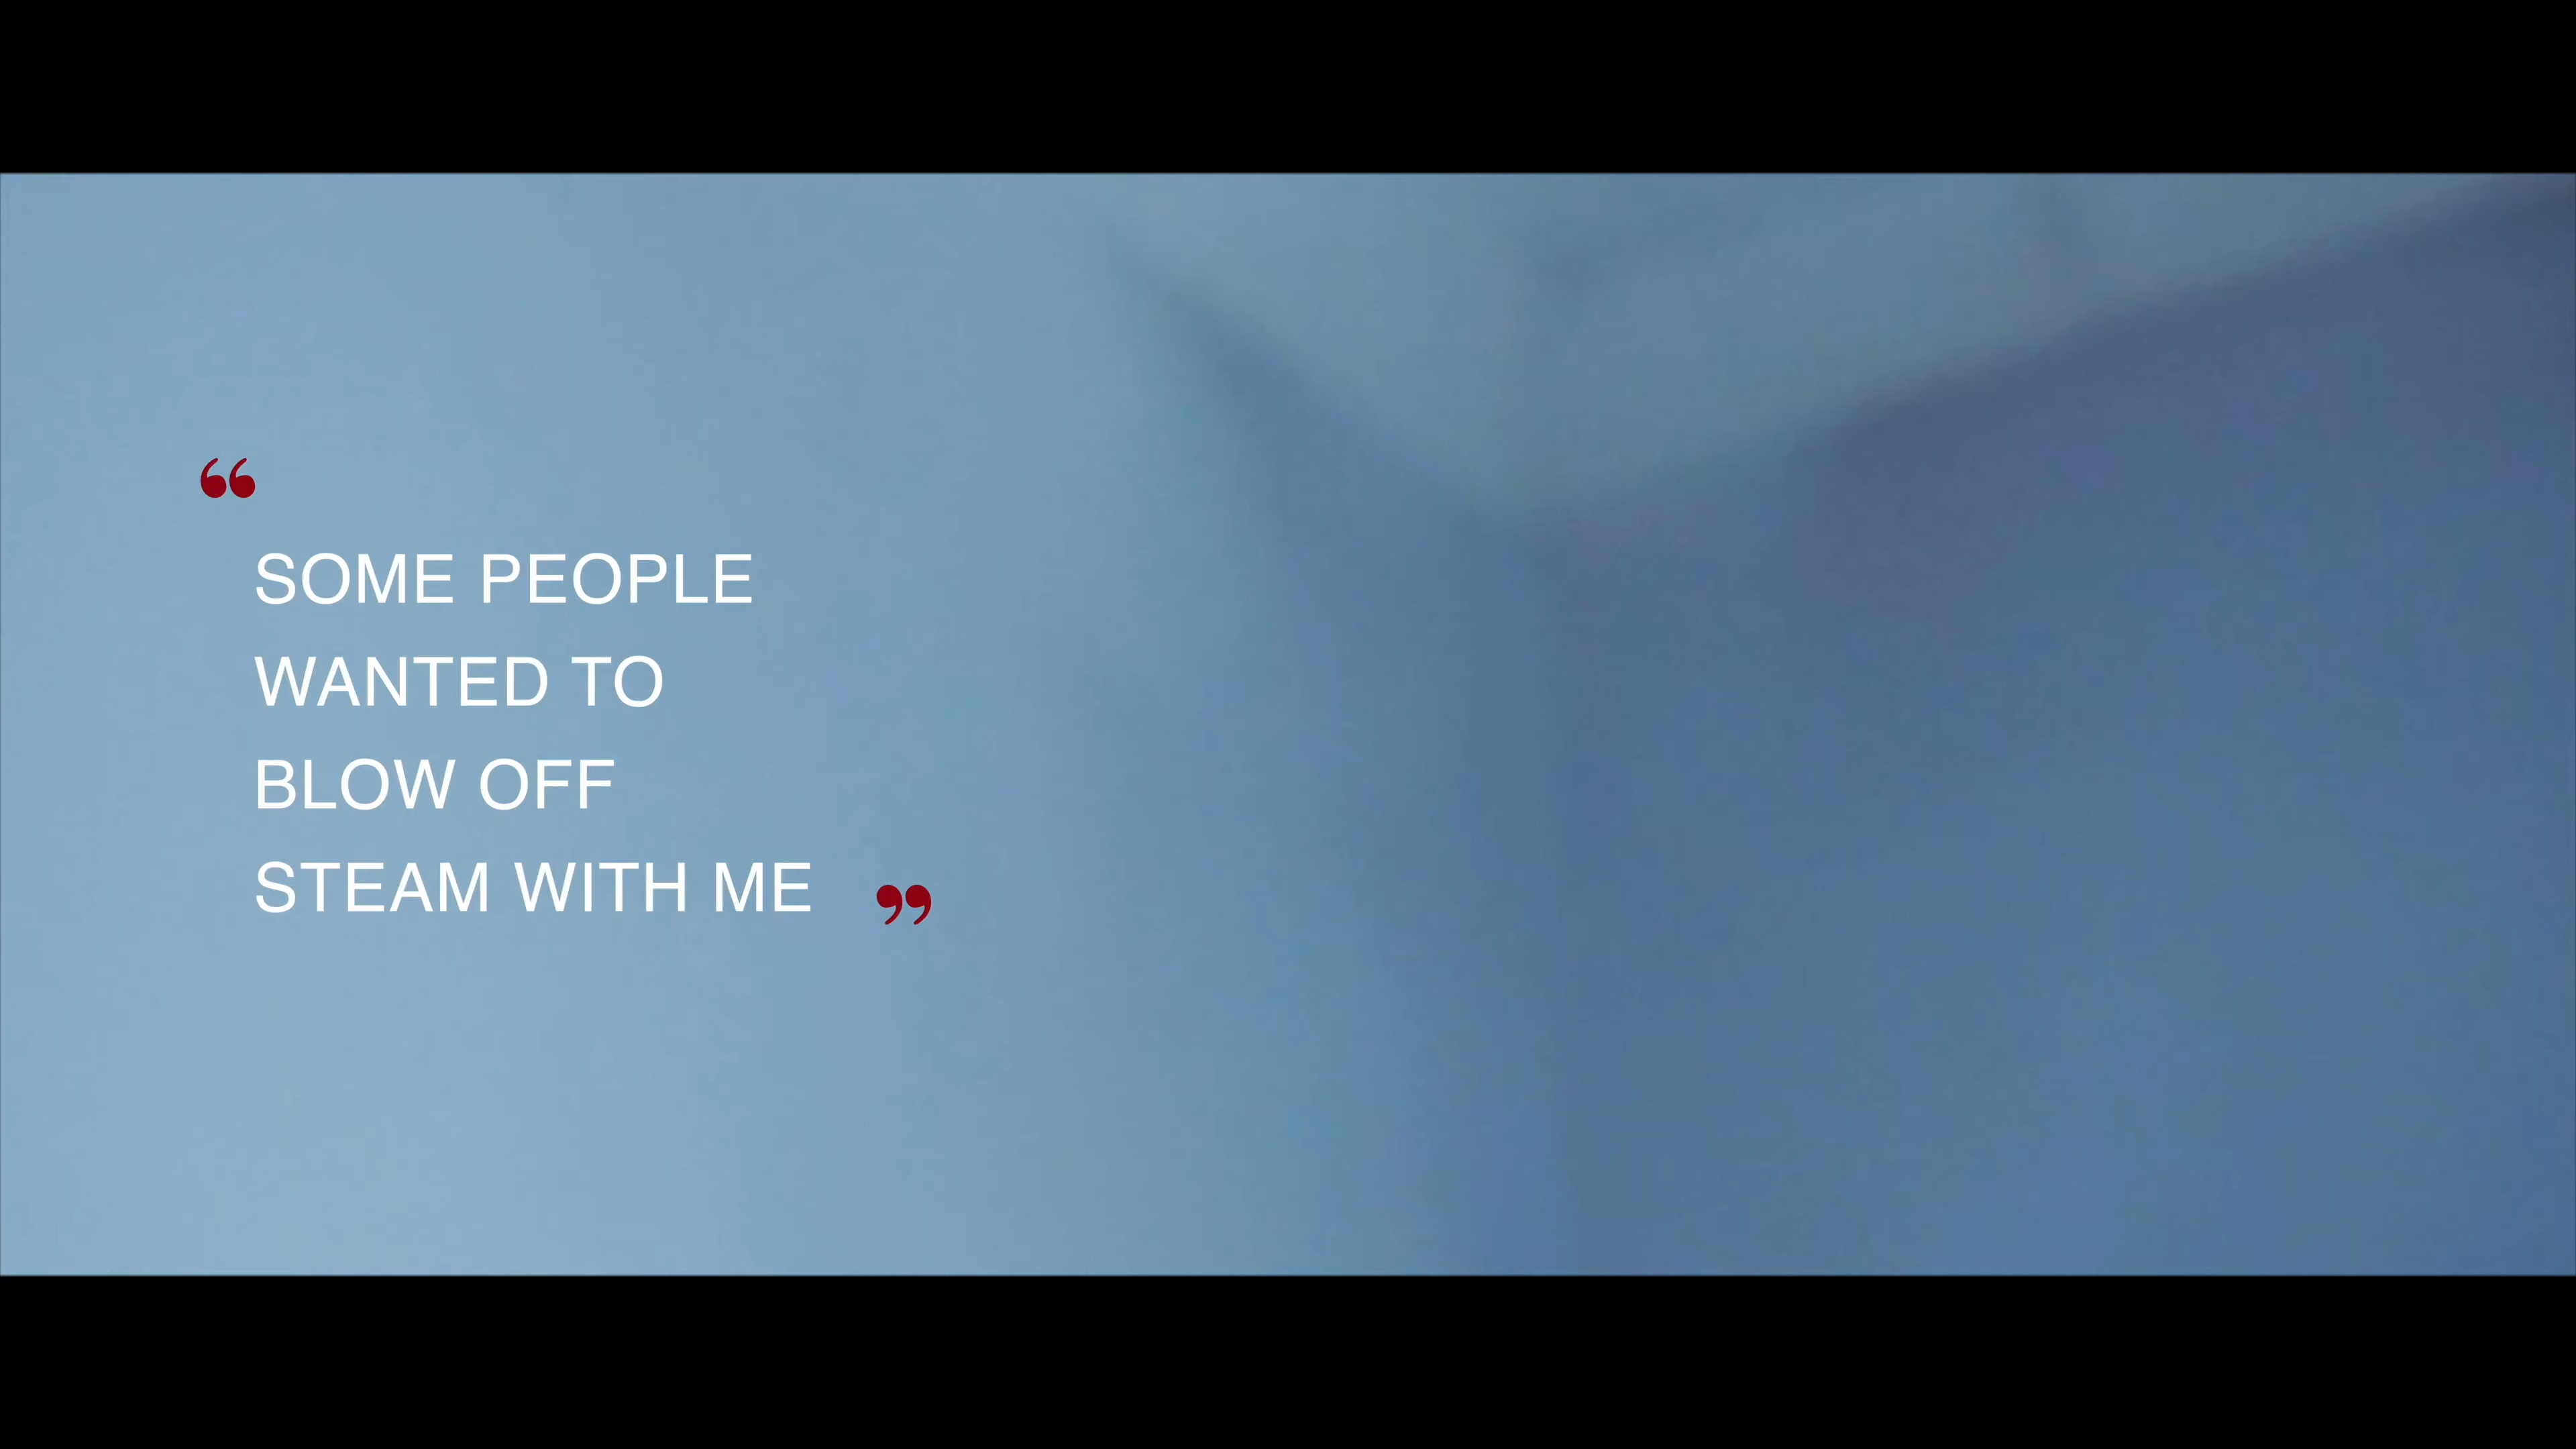 “
SOME PEOPLE
WANTED TO
BLOW OFF
STEAM WITH ME ”